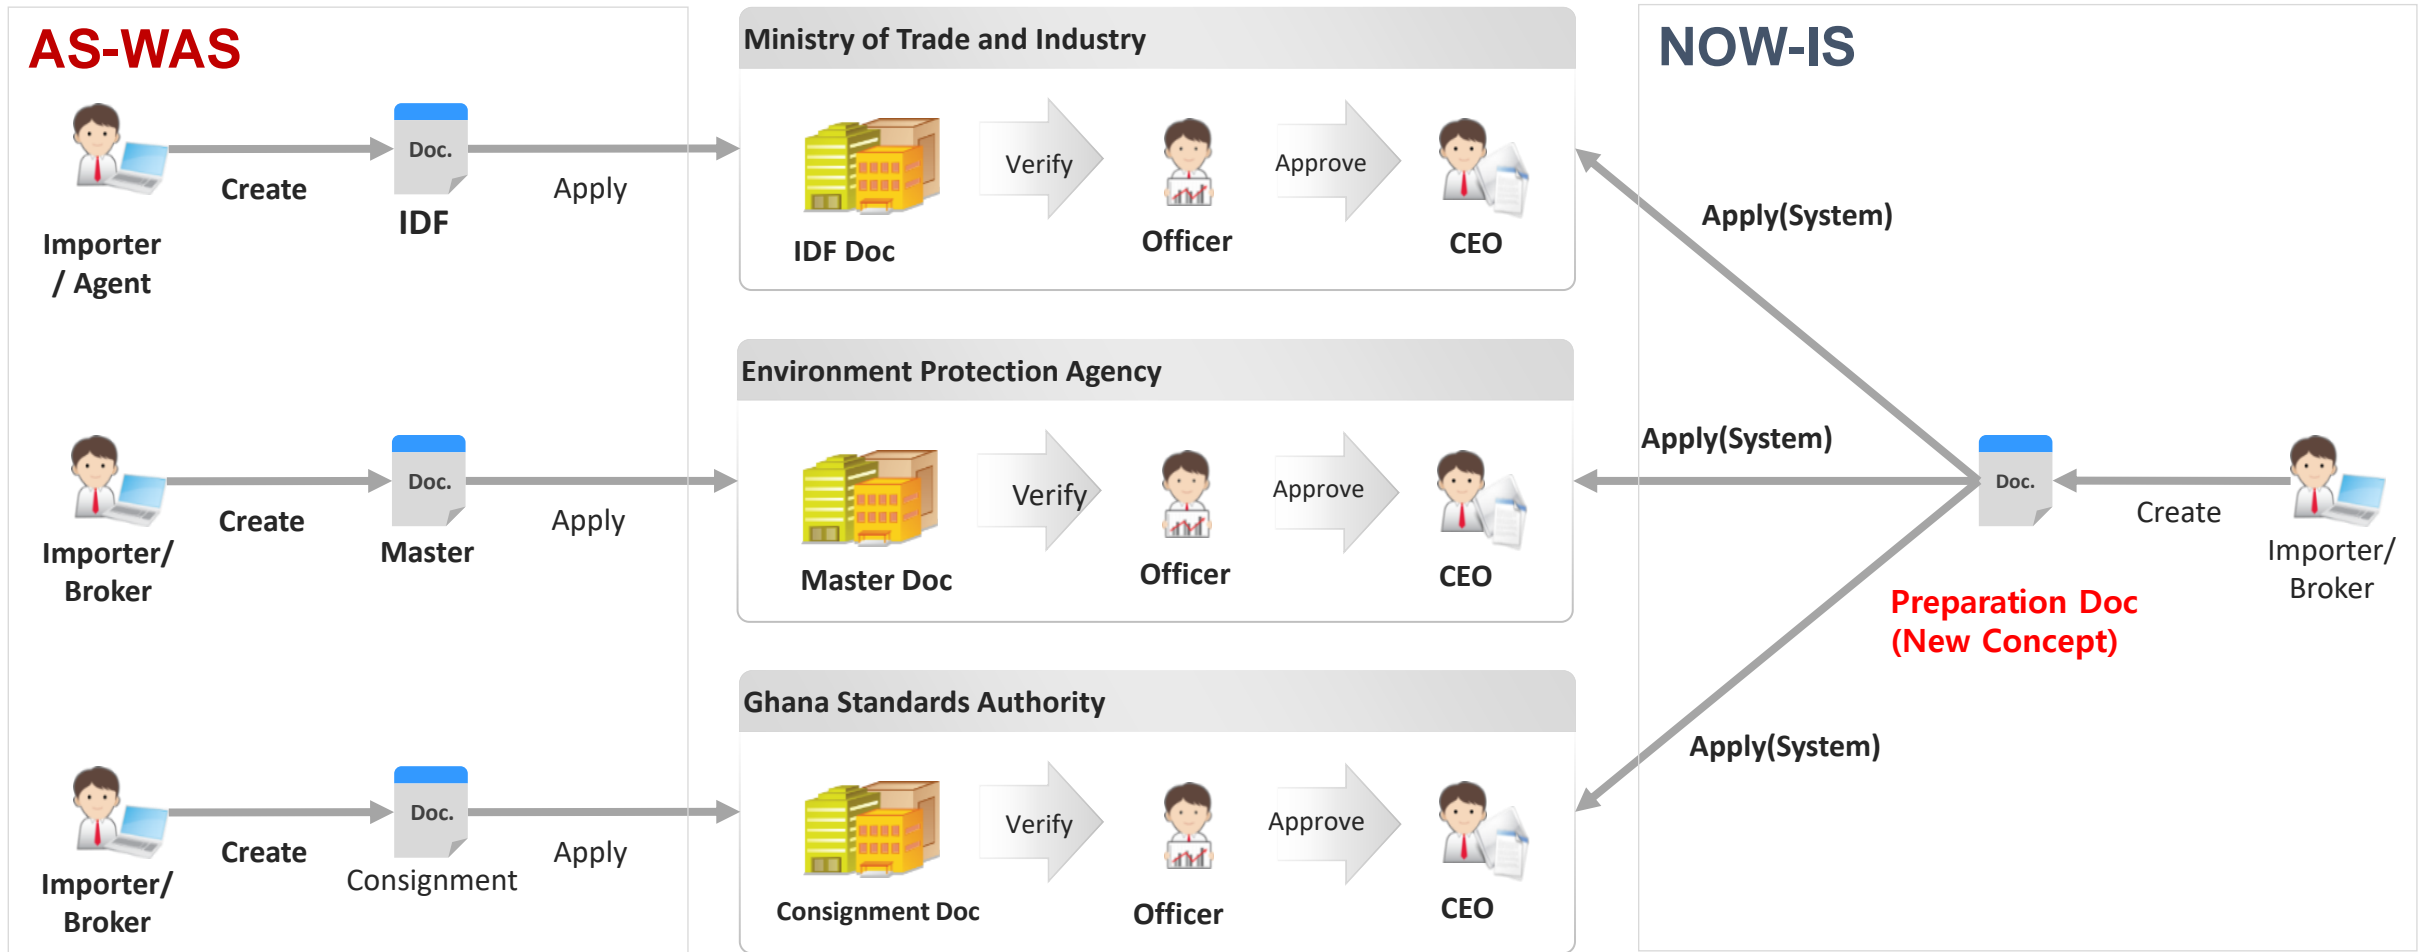 AS-WAS
Doc.
Create
Apply
IDF
Importer
/ Agent
Doc.
Create
Apply
Master
Importer/
Broker
Doc.
Create
Apply
Consignment
Importer/
Broker
Ministry of Trade and Industry
Verify
Approve
IDF Doc
Officer
CEO
Environment Protection Agency
Verify
Approve
Master Doc
Officer
CEO
Ghana Standards Authority
Verify
Approve
Consignment Doc
Officer
CEO
NOW-IS
Apply(System)
Apply(System)
Apply(System)
Doc.
Create
Importer/
Broker
Preparation Doc
(New Concept)